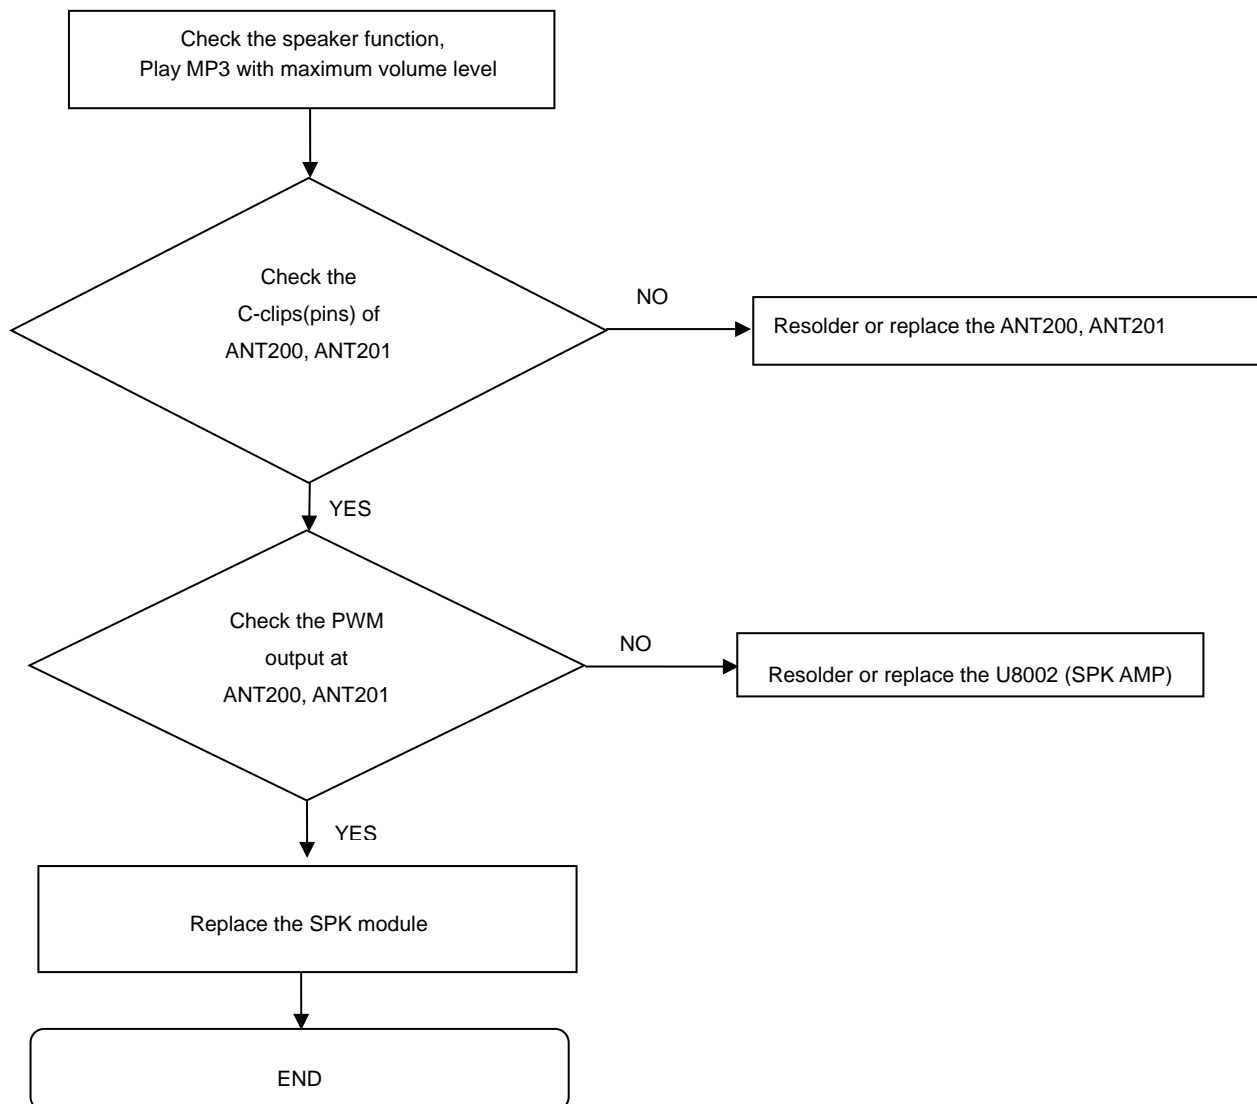 Check the speaker function,
Play MP3 with maximum volume level
Check the
C-clips(pins) of
ANT200, ANT201
NO
Resolder or replace the ANT200, ANT201
YES
Check the PWM
output at
ANT200, ANT201
NO
Resolder or replace the U8002 (SPK AMP)
YES
Replace the SPK module
END